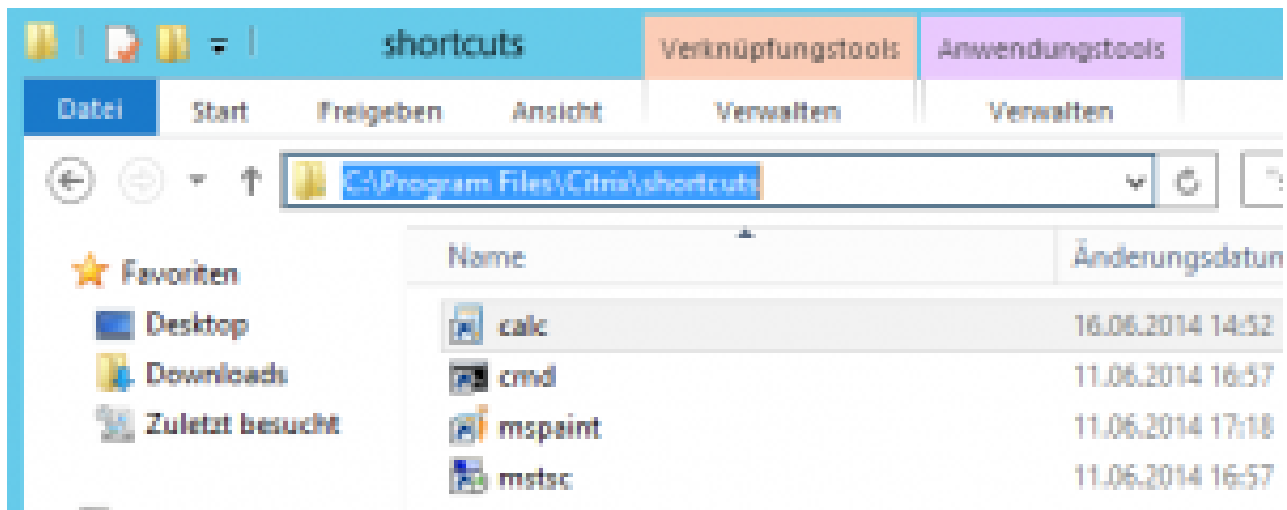 shortcuts Verknüpfungstools Anwendungstools
Datei Start Freigeben Ansicht Verwalten Verwalten
C:\Program Files\Citrix\shortcuts
Name Änderungsdatum
Favoriten
Desktop
Downloads
Zuletzt besucht
calc 16.06.2014 14:52
cmd 11.06.2014 16:57
mspaint 11.06.2014 17:18
mstsc 11.06.2014 16:57